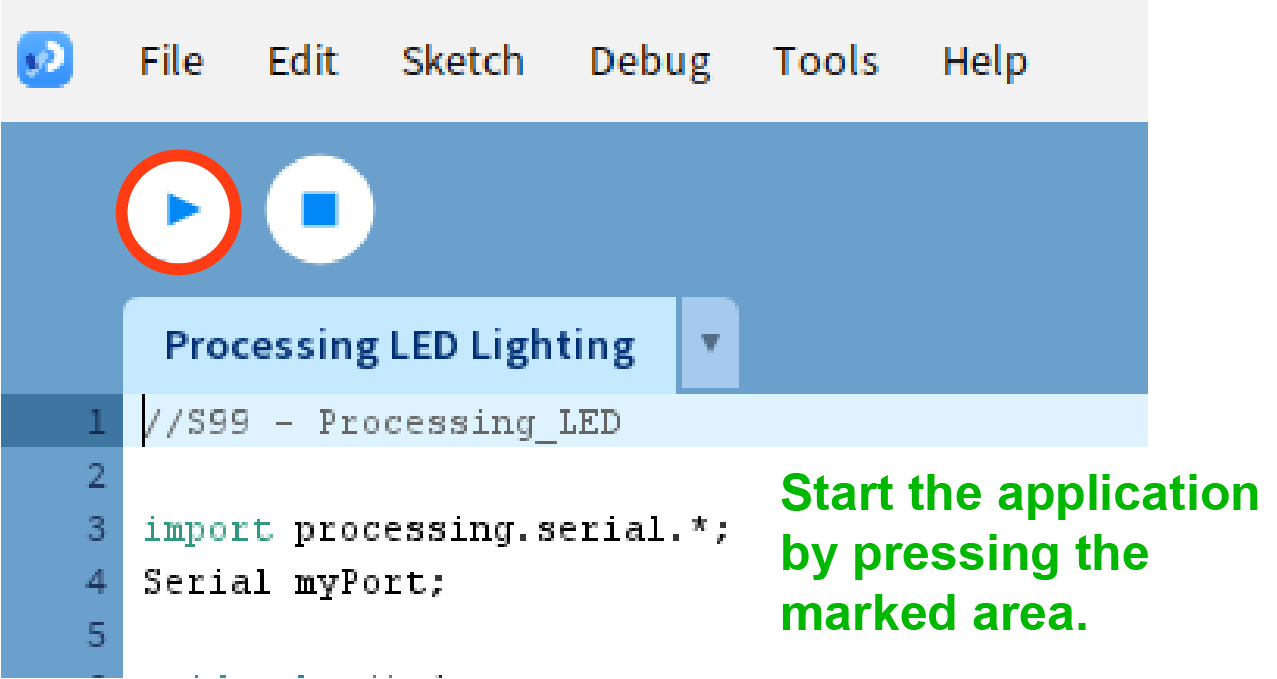 File Edit Sketch Debug Tools Help
Processing LED Lighting ▼
1 //S99 - Processing_LED
2
3 import processing.serial.*;
4 Serial myPort;
5
Start the application
by pressing the
marked area.